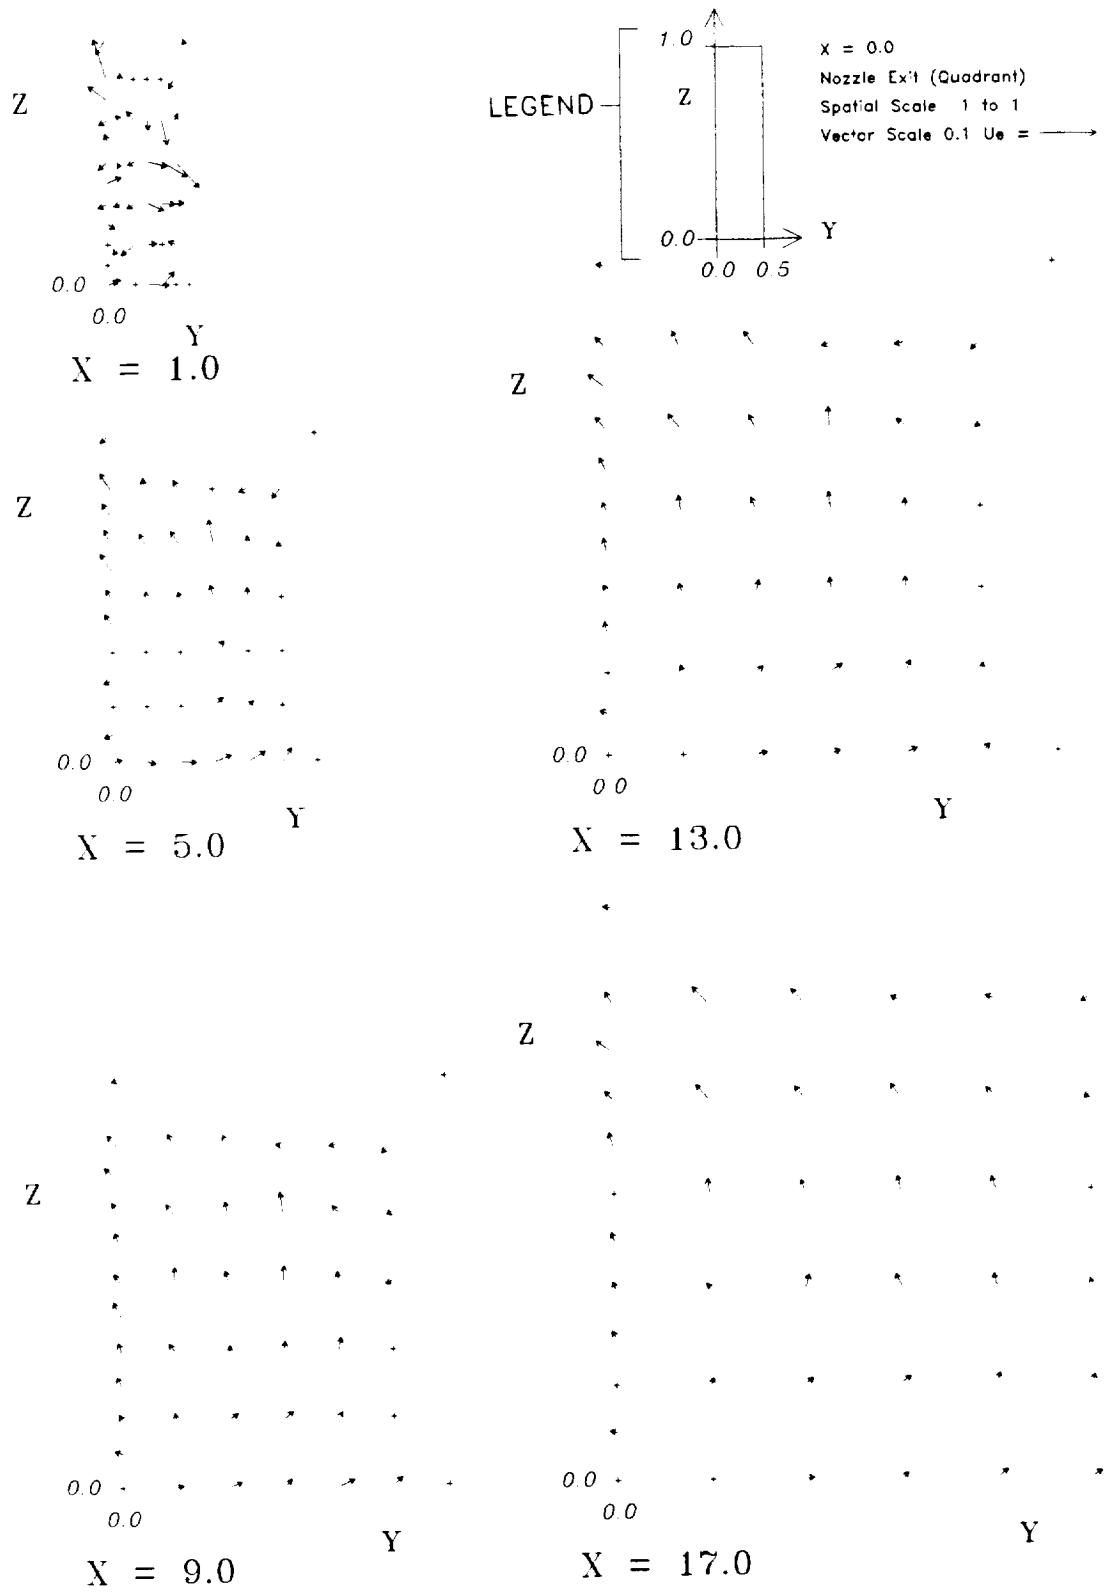 Z
0.0
0.0
Y
X = 1.0
LEGEND
1.0
Z
0.0
0.0 0.5
Y
X = 0.0
Nozzle Exit (Quadrant)
Spatial Scale 1 to 1
Vector Scale 0.1 Ue =
Z
0.0
0.0
Y
X = 5.0
Z
0.0
0 0
Y
X = 13.0
Z
0.0
0.0
Y
X = 9.0
Z
0.0
0.0
Y
X = 17.0